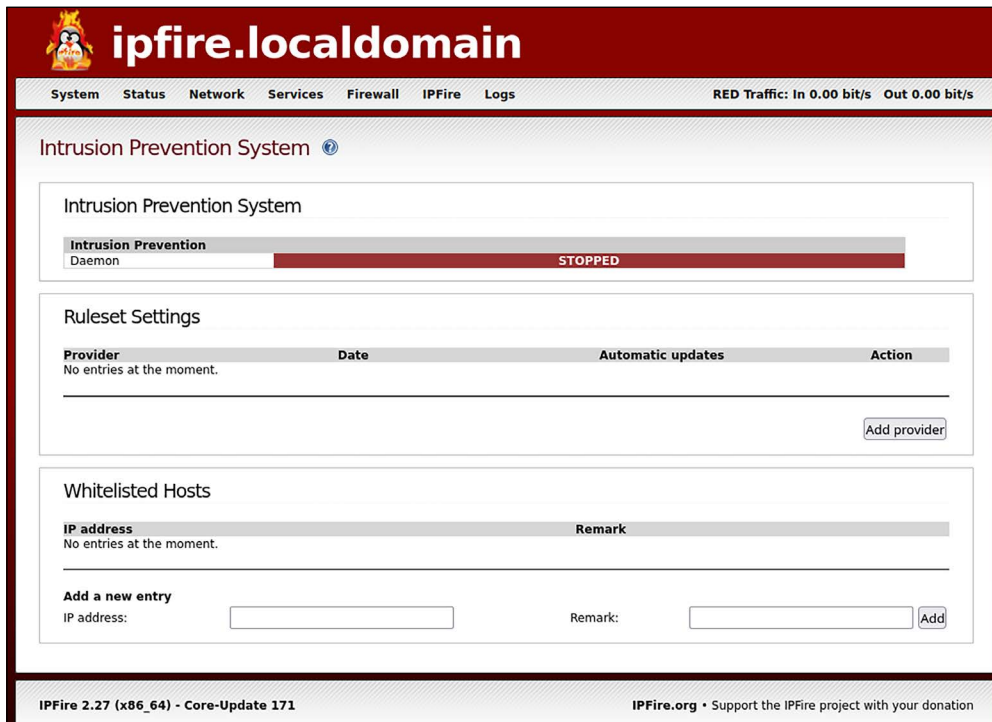 ipfire.localdomain
System Status Network Services Firewall IPFire Logs RED Traffic: In 0.00 bit/s Out 0.00 bit/s
Intrusion Prevention System
Intrusion Prevention System
Intrusion Prevention
Daemon STOPPED
Ruleset Settings
Provider Date Automatic updates Action
No entries at the moment.
Add provider
Whitelisted Hosts
IP address Remark
No entries at the moment.
Add a new entry
IP address: Remark: Add
IPFire 2.27 (x86_64) - Core-Update 171 IPFire.org • Support the IPFire project with your donation